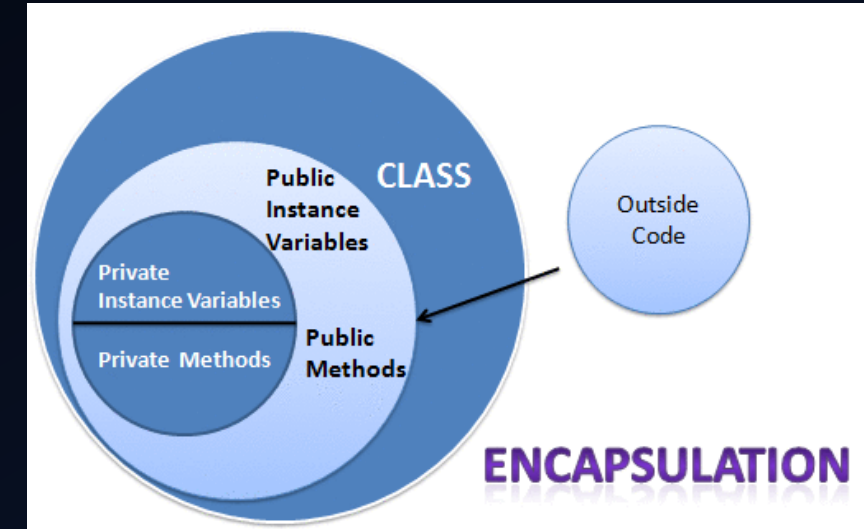 CLASS
Public
Instance
Variables
Private
Instance Variables
Private Methods
Public
Methods
Outside
Code
ENCAPSULATION